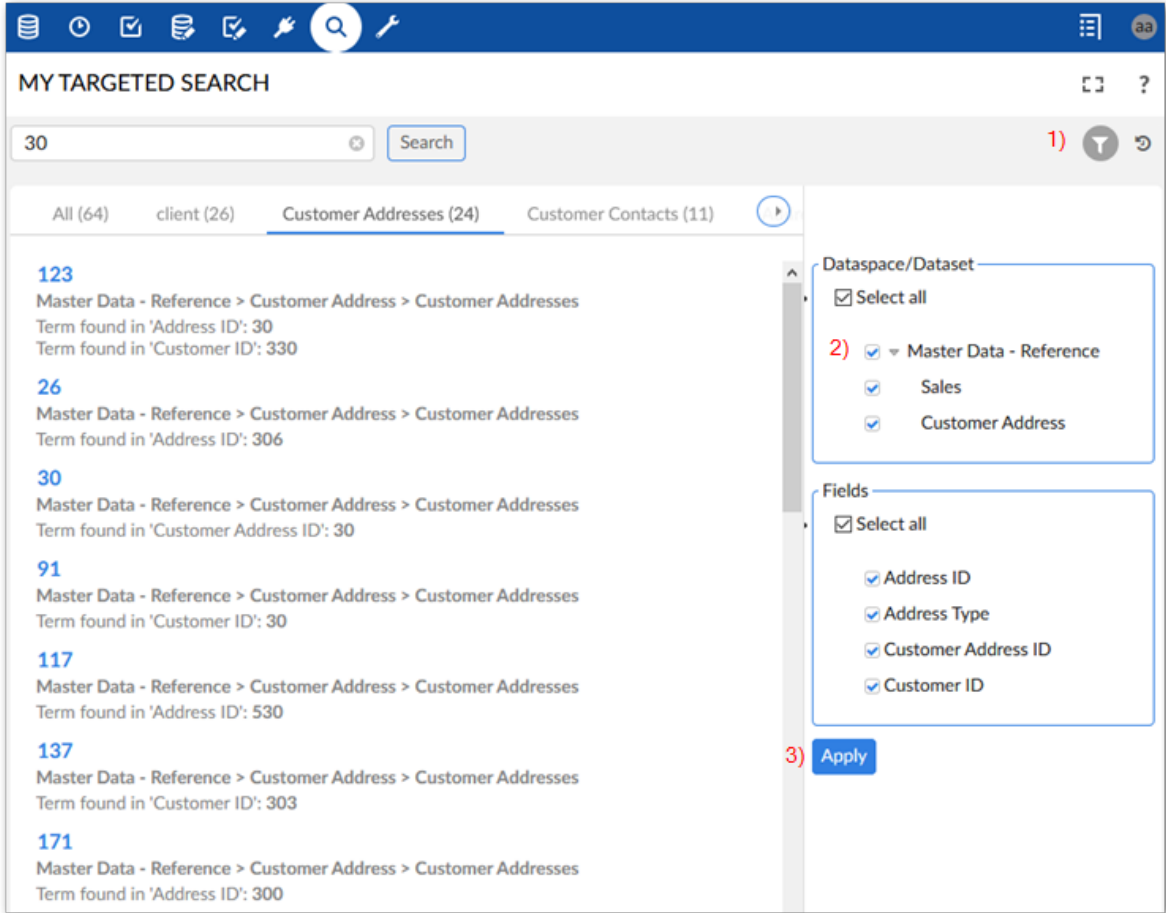 aa
MY TARGETED SEARCH
?
30
Search
1)
All (64)
client (26)
Customer Addresses (24)
Customer Contacts (11)
123
Master Data - Reference > Customer Address > Customer Addresses
Term found in 'Address ID': 30
Term found in 'Customer ID': 330
26
Master Data - Reference > Customer Address > Customer Addresses
Term found in 'Address ID': 306
30
Master Data - Reference > Customer Address > Customer Addresses
Term found in 'Customer Address ID': 30
91
Master Data - Reference > Customer Address > Customer Addresses
Term found in 'Customer ID': 30
117
Master Data - Reference > Customer Address > Customer Addresses
Term found in 'Address ID': 530
137
Master Data - Reference > Customer Address > Customer Addresses
Term found in 'Customer ID': 303
171
Master Data - Reference > Customer Address > Customer Addresses
Term found in 'Address ID': 300
Dataspace/Dataset
Select all
2) Master Data - Reference
Sales
Customer Address
Fields
Select all
Address ID
Address Type
Customer Address ID
Customer ID
3) Apply